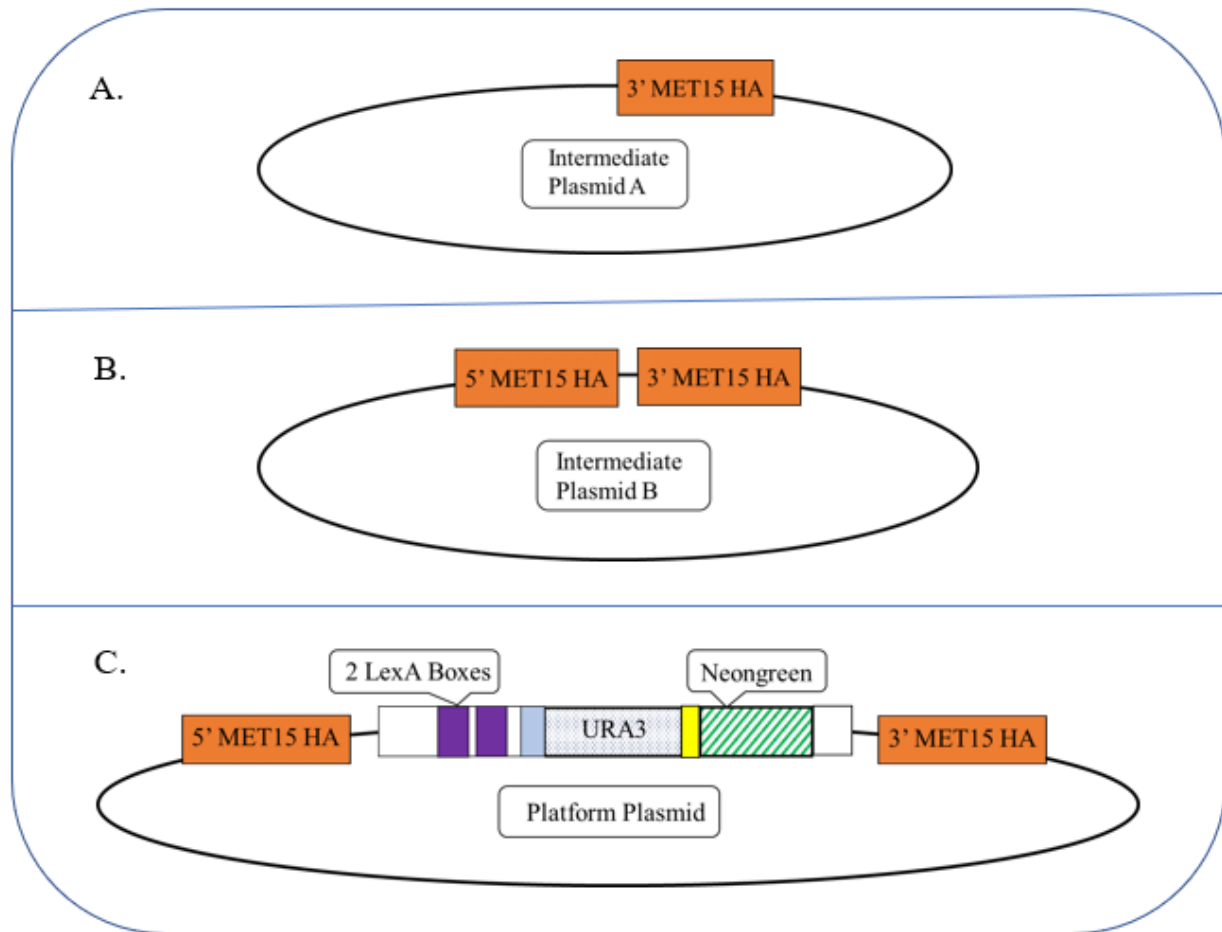 A.
3’ MET15 HA
Intermediate
Plasmid A
B.
5’ MET15 HA
3’ MET15 HA
Intermediate
Plasmid B
C.
2 LexA Boxes
Neongreen
5’ MET15 HA
URA3
3’ MET15 HA
Platform Plasmid